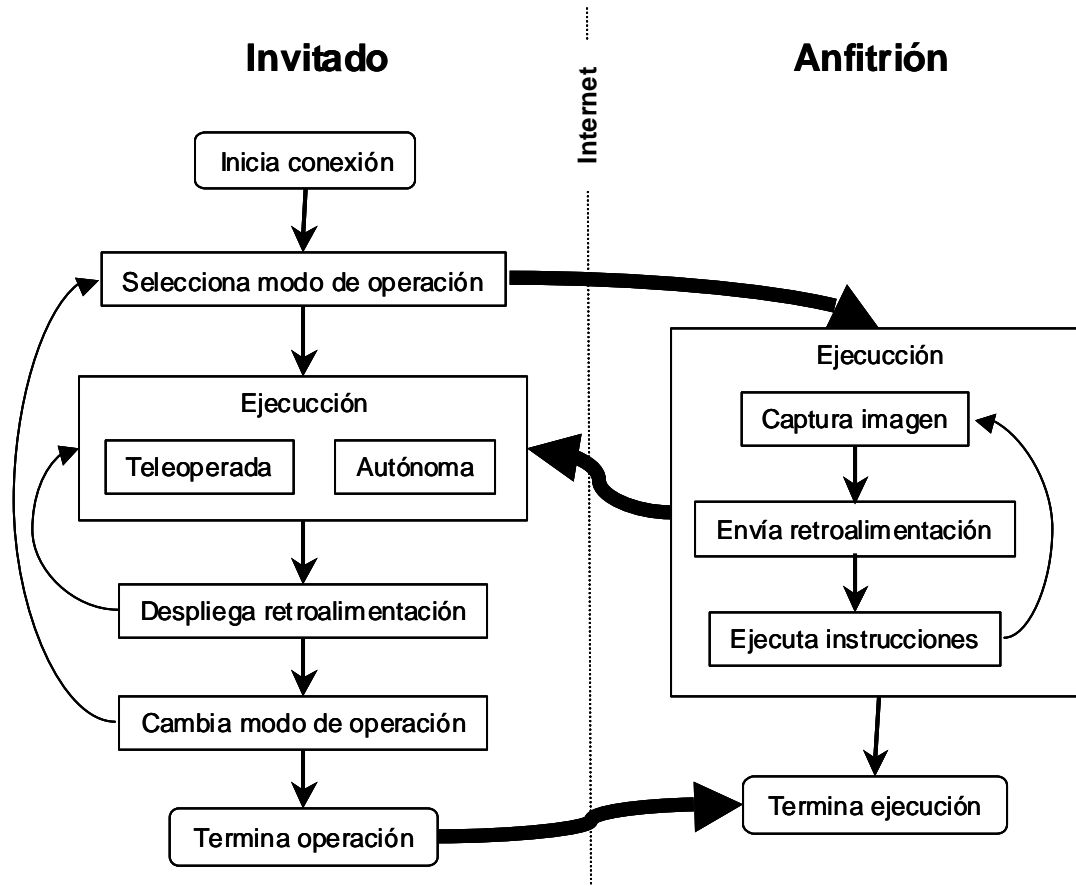 Invitado
Anfitrión
Internet
Inicia conexión
Selecciona modo de operación
Ejecucción
Teleoperada
Autónoma
Despliega retroalimentación
Cambia modo de operación
Termina operación
Ejecucción
Captura imagen
Envía retroalimentación
Ejecuta instrucciones
Termina ejecución